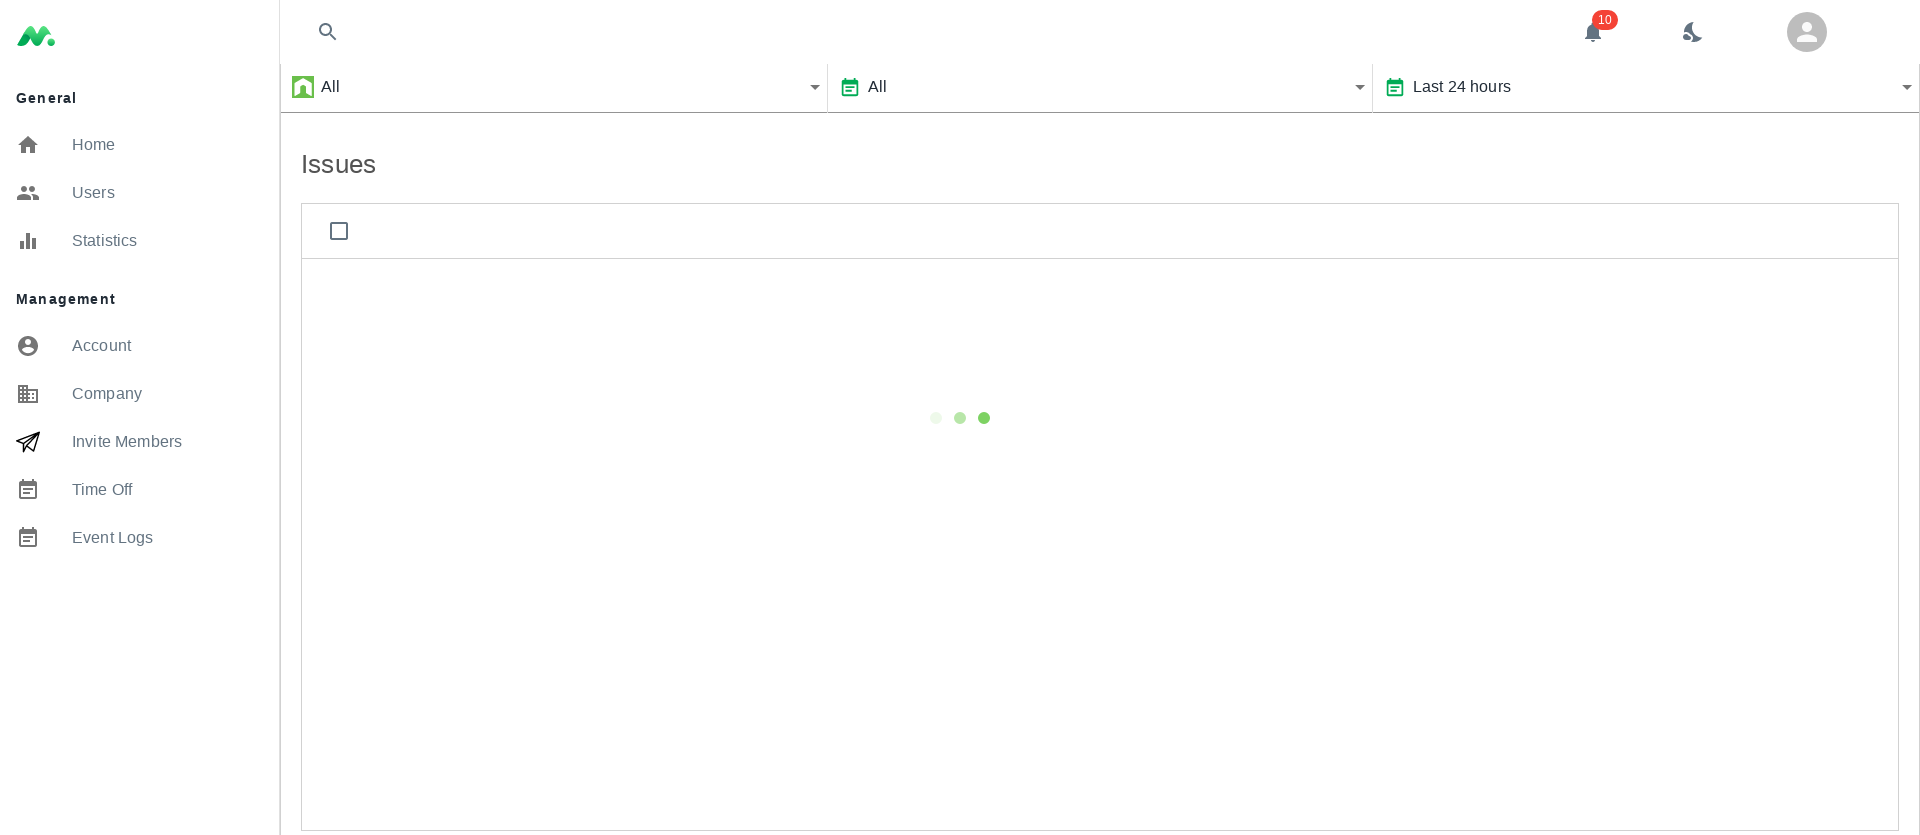 10
All
All
Last 24 hours
General
Home
Users
Statistics
Management
Account
Company
Invite Members
Time Off
Event Logs
Issues